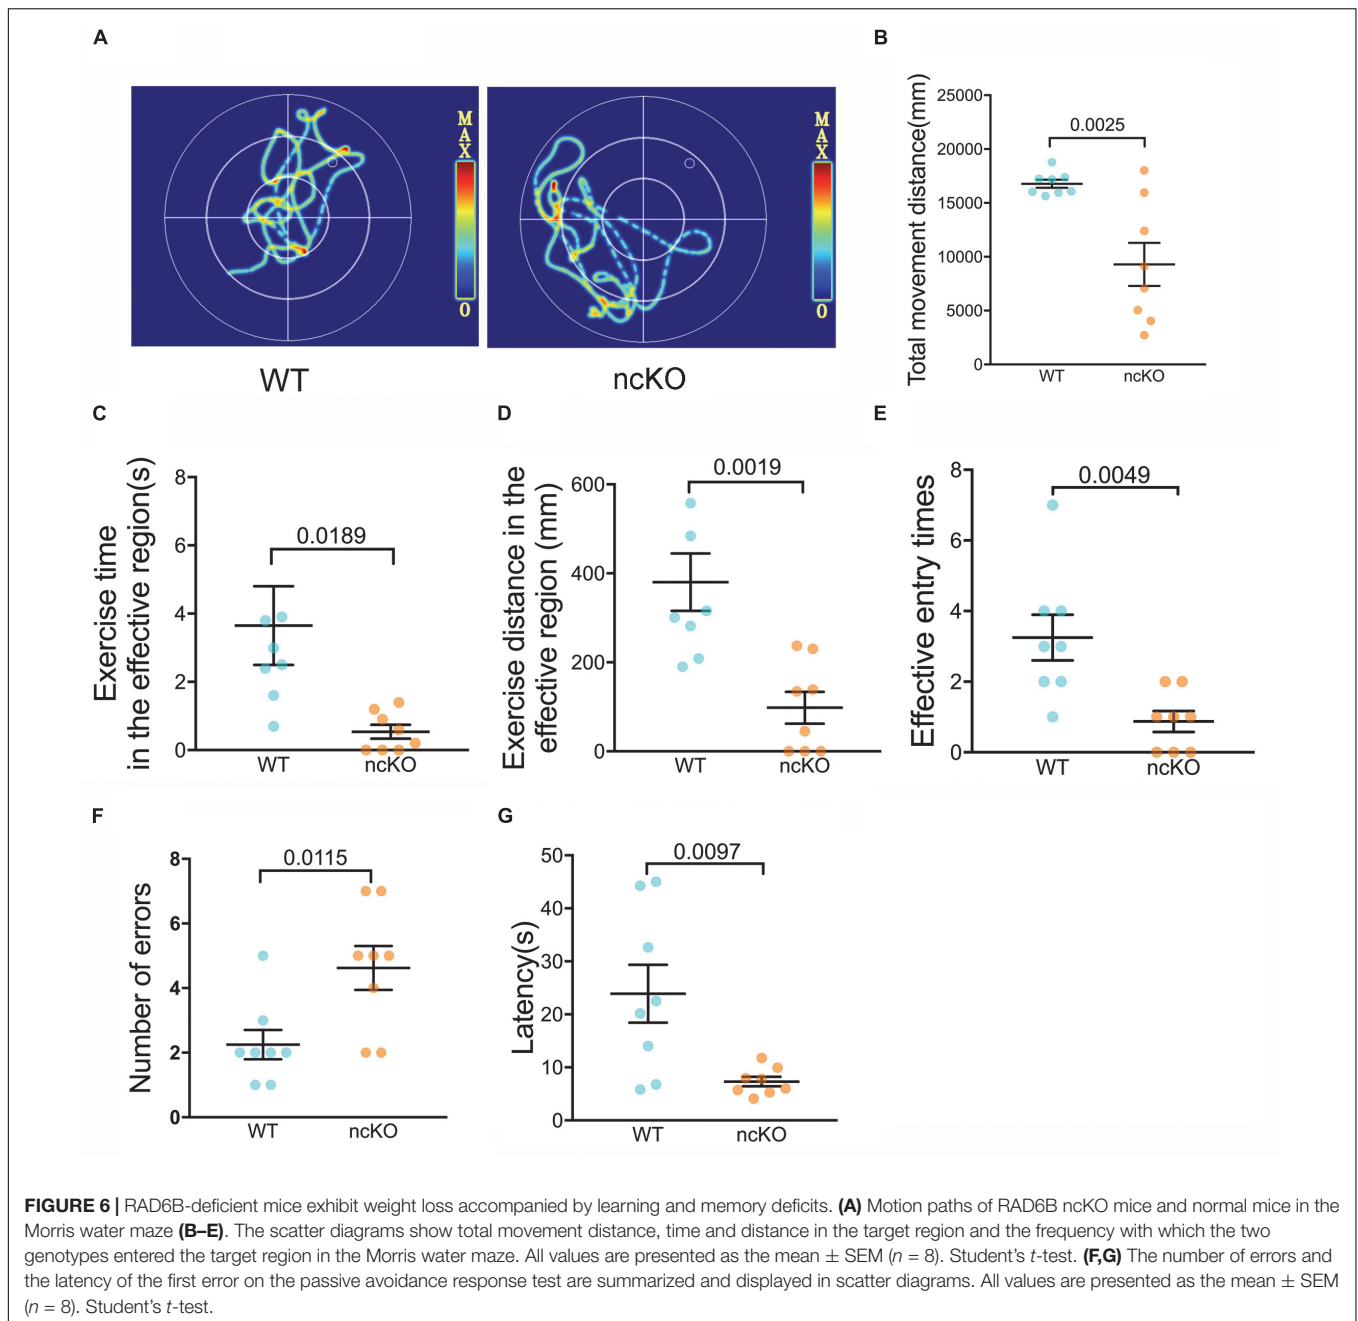 A
B
MAX
0
MAX
0
WT
ncKO
Total movement distance(mm)
25000
20000
15000
10000
5000
0
0.0025
WT
ncKO
C
D
E
Exercise time
in the effective region(s)
8
6
4
2
0
0.0189
WT
ncKO
Exercise distance in the
effective region (mm)
600
400
200
0
0.0019
WT
ncKO
Effective entry times
8
6
4
2
0
0.0049
WT
ncKO
F
G
Number of errors
8
6
4
2
0
0.0115
WT
ncKO
Latency(s)
50
40
30
20
10
0
0.0097
WT
ncKO
FIGURE 6 | RAD6B-deficient mice exhibit weight loss accompanied by learning and memory deficits. (A) Motion paths of RAD6B ncKO mice and normal mice in the
Morris water maze (B–E). The scatter diagrams show total movement distance, time and distance in the target region and the frequency with which the two
genotypes entered the target region in the Morris water maze. All values are presented as the mean ± SEM (n = 8). Student's t-test. (F,G) The number of errors and
the latency of the first error on the passive avoidance response test are summarized and displayed in scatter diagrams. All values are presented as the mean ± SEM
(n = 8). Student's t-test.